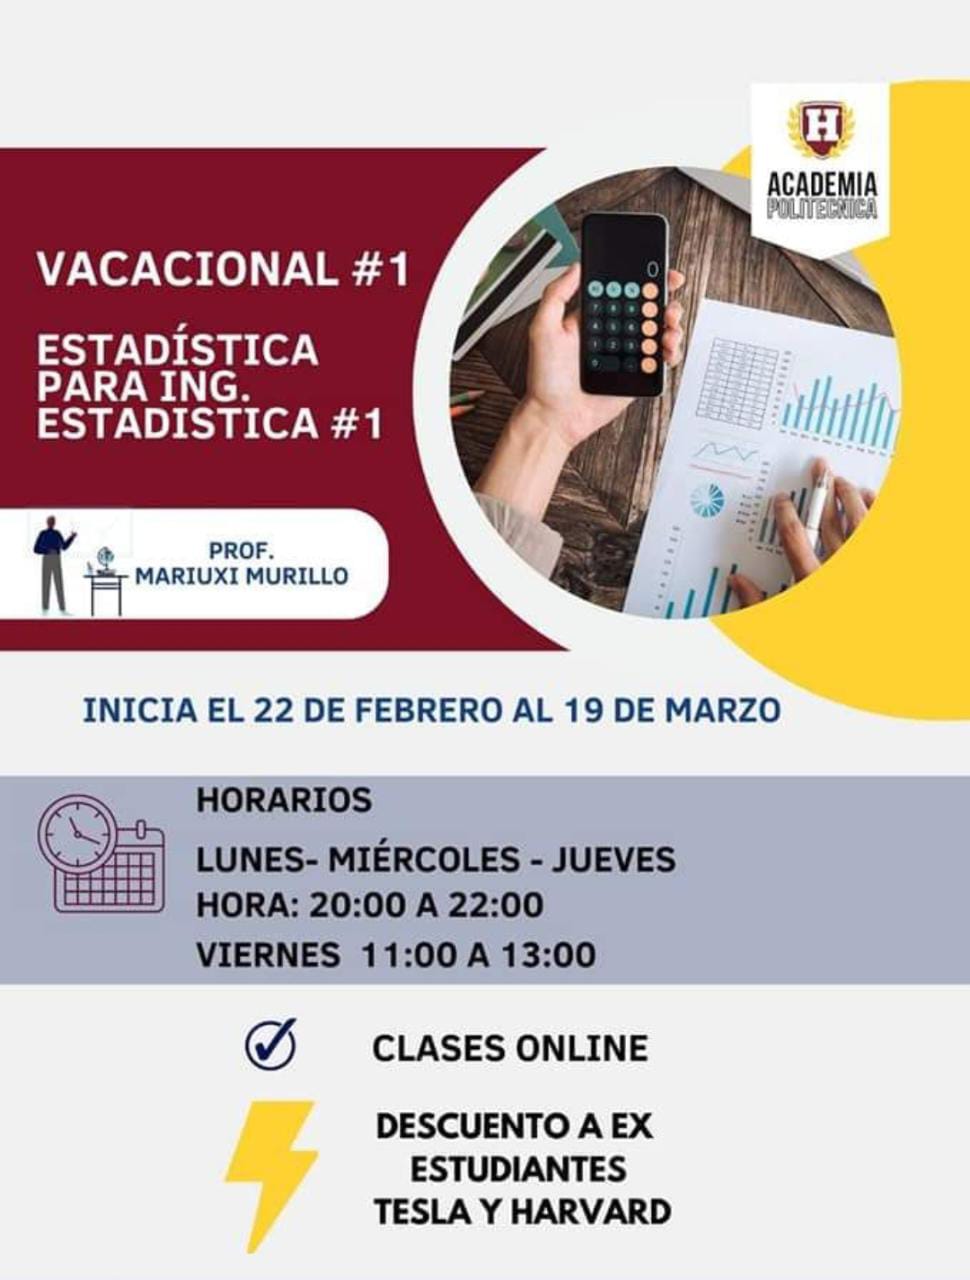 ACADEMIA
POLITECNICA
VACACIONAL #1
ESTADÍSTICA
PARA ING.
ESTADISTICA #1
PROF.
MARIUXI MURILLO
INICIA EL 22 DE FEBRERO AL 19 DE MARZO
HORARIOS
LUNES- MIÉRCOLES - JUEVES
HORA: 20:00 A 22:00
VIERNES 11:00 A 13:00
CLASES ONLINE
DESCUENTO A EX
ESTUDIANTES
TESLA Y HARVARD